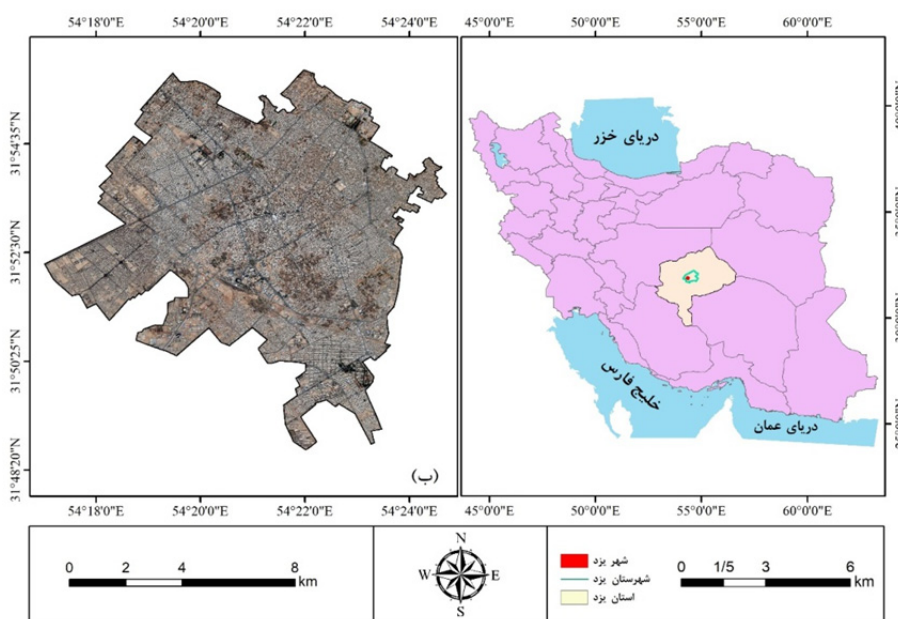 54°18'0"E 54°20'0"E 54°22'0"E 54°24'0"E
45°0'0"E 50°0'0"E 55°0'0"E 60°0'0"E
31°54'35"N
31°52'30"N
31°50'25"N
31°48'20"N
(ب)
دریای خزر
خلیج فارس
دریای عمان
54°18'0"E 54°20'0"E 54°22'0"E 54°24'0"E
45°0'0"E 50°0'0"E 55°0'0"E 60°0'0"E
0 2 4 8
km
N
W E
S
شهر یزد
شهرستان یزد
استان یزد
0 1/5 3 6
km